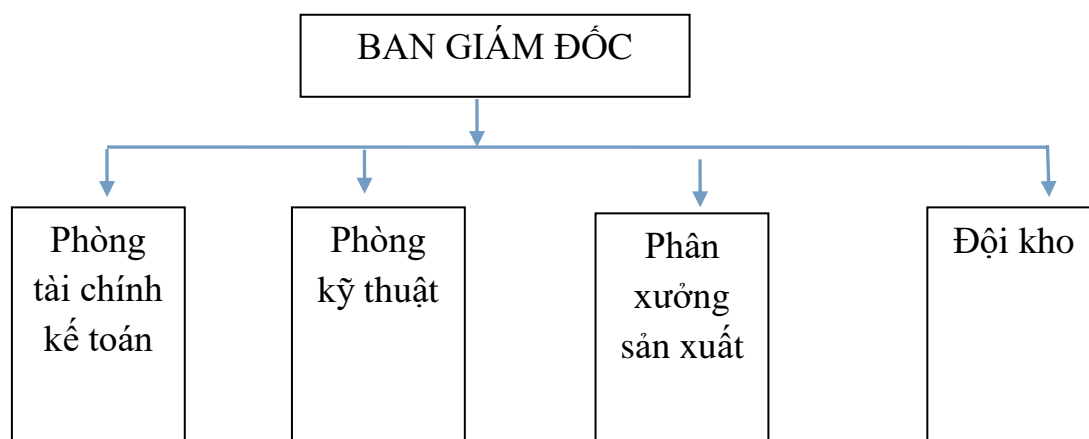 BAN GIÁM ĐỐC
Phòng
tài chính
kế toán
Phòng
kỹ thuật
Phân
xưởng
sản xuất
Đội kho